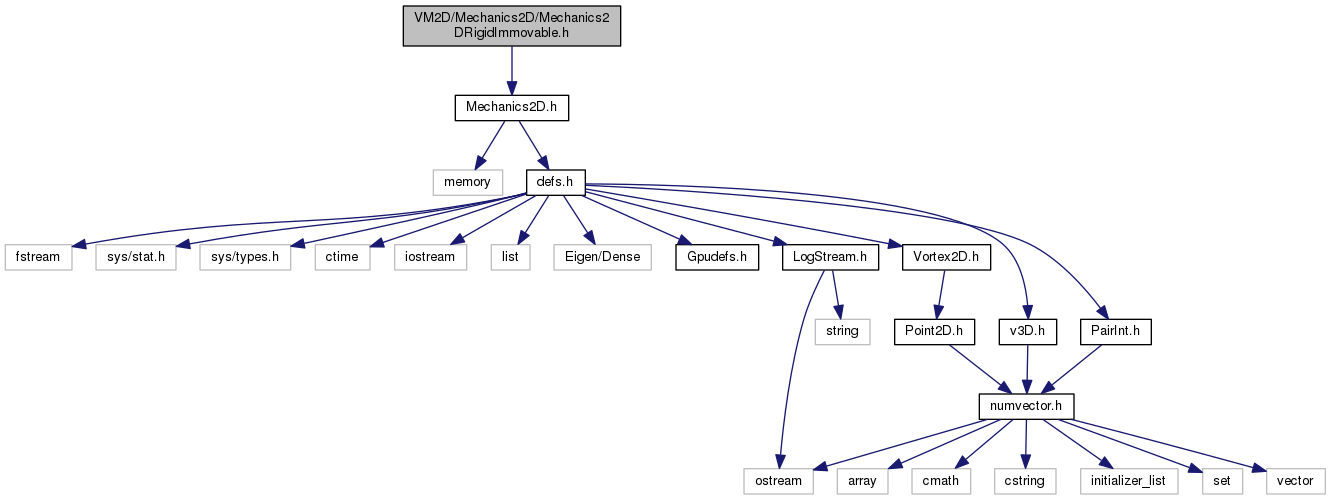 VM2D/Mechanics2D/Mechanics2
DRigidImmovable.h
Mechanics2D.h
memory
defs.h
fstream
sys/stat.h
sys/types.h
ctime
iostream
list
Eigen/Dense
Gpudefs.h
LogStream.h
Vortex2D.h
string
Point2D.h
v3D.h
PairInt.h
numvector.h
ostream
array
cmath
cstring
initializer_list
set
vector